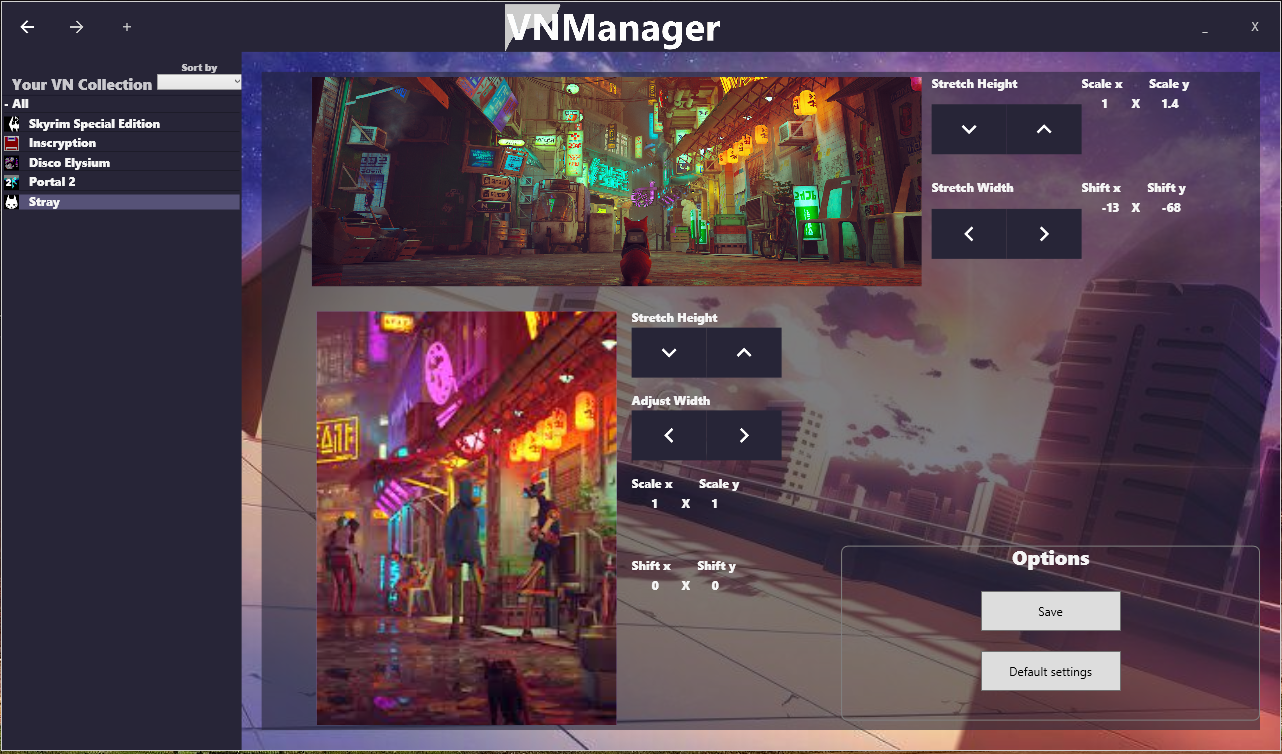 VNManager
X
Sort by
Your VN Collection
- All
Skyrim Special Edition
Inscryption
Disco Elysium
Portal 2
Stray
Stretch Height
Scale x Scale y
1 X 1.4
Stretch Width
Shift x Shift y
-13 X -68
Stretch Height
Adjust Width
Scale x Scale y
1 X 1
Shift x Shift y
0 X 0
Options
Save
Default settings